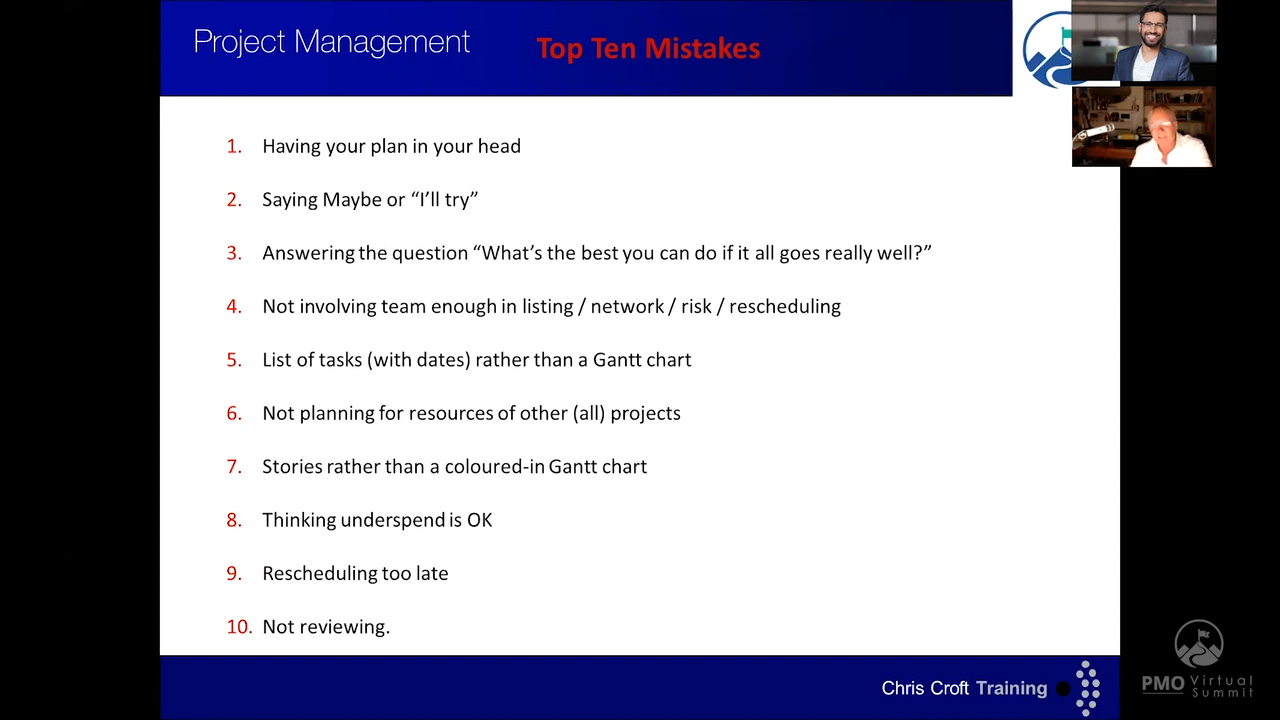 Project Management
Top Ten Mistakes
1. Having your plan in your head
2. Saying Maybe or “I’ll try”
3. Answering the question “What’s the best you can do if it all goes really well?”
4. Not involving team enough in listing / network / risk / rescheduling
5. List of tasks (with dates) rather than a Gantt chart
6. Not planning for resources of other (all) projects
7. Stories rather than a coloured-in Gantt chart
8. Thinking underspend is OK
9. Rescheduling too late
10. Not reviewing.
Chris Croft Training
PMO Virtual
Summit